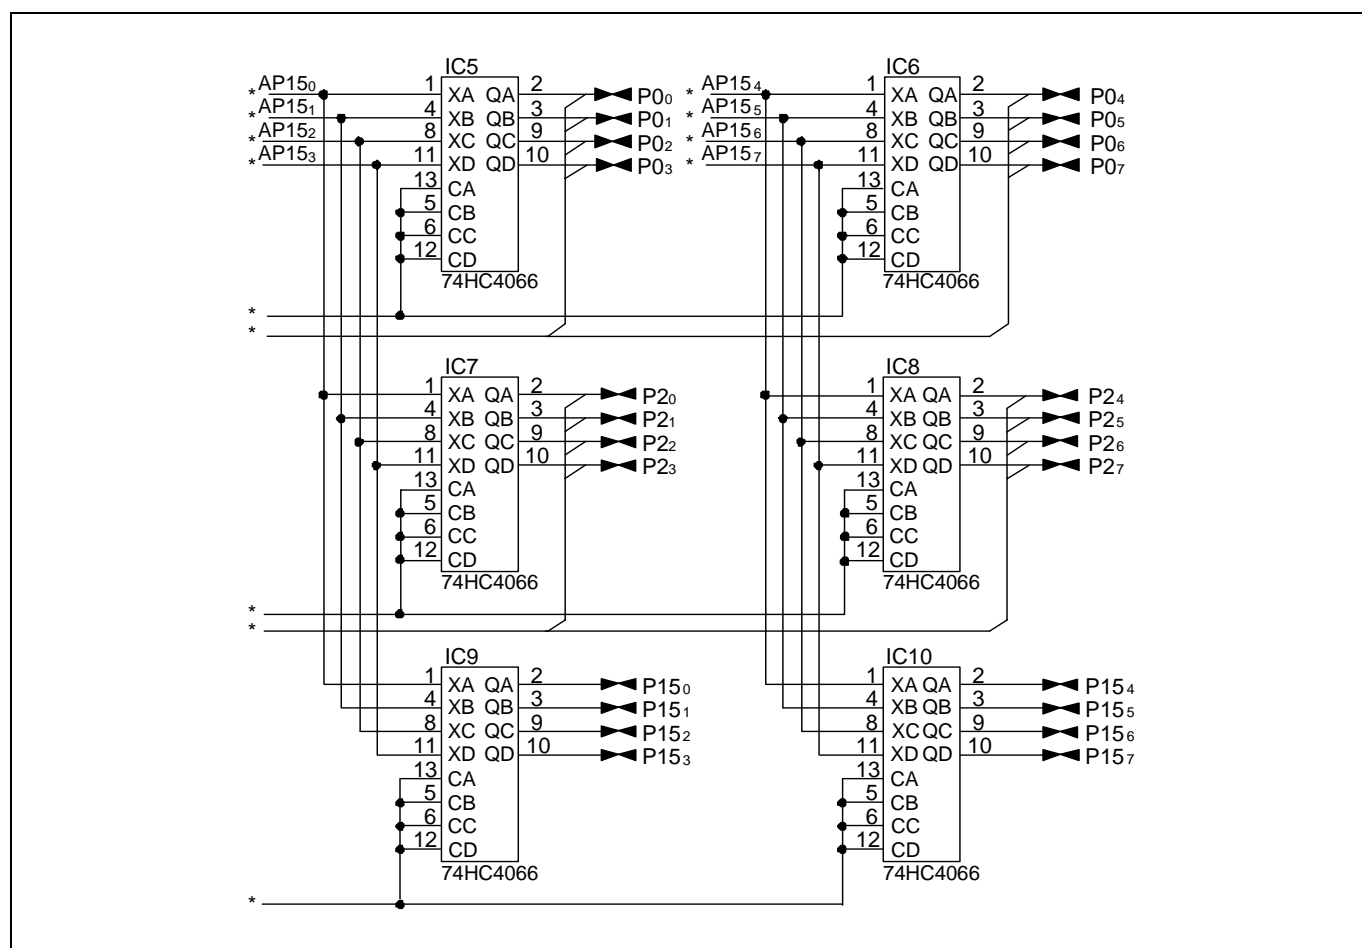 IC5 IC6
* AP150 1 XA QA 2 P00 * AP154 1 XA QA 2 P04
* AP151 4 XB QB 3 P01 * AP155 4 XB QB 3 P05
* AP152 8 XC QC 9 P02 * AP156 8 XC QC 9 P06
* AP153 11 XD QD 10 P03 * AP157 11 XD QD 10 P07
13 CA 13 CA
5 CB 5 CB
6 CC 6 CC
12 CD 12 CD
74HC4066 74HC4066
*
*
IC7 IC8
1 XA QA 2 P20 1 XA QA 2 P24
4 XB QB 3 P21 4 XB QB 3 P25
8 XC QC 9 P22 8 XC QC 9 P26
11 XD QD 10 P23 11 XD QD 10 P27
13 CA 13 CA
5 CB 5 CB
6 CC 6 CC
12 CD 12 CD
74HC4066 74HC4066
*
*
IC9 IC10
1 XA QA 2 P150 1 XA QA 2 P154
4 XB QB 3 P151 4 XB QB 3 P155
8 XC QC 9 P152 8 XC QC 9 P156
11 XD QD 10 P153 11 XD QD 10 P157
13 CA 13 CA
5 CB 5 CB
6 CC 6 CC
12 CD 12 CD
74HC4066 74HC4066
*